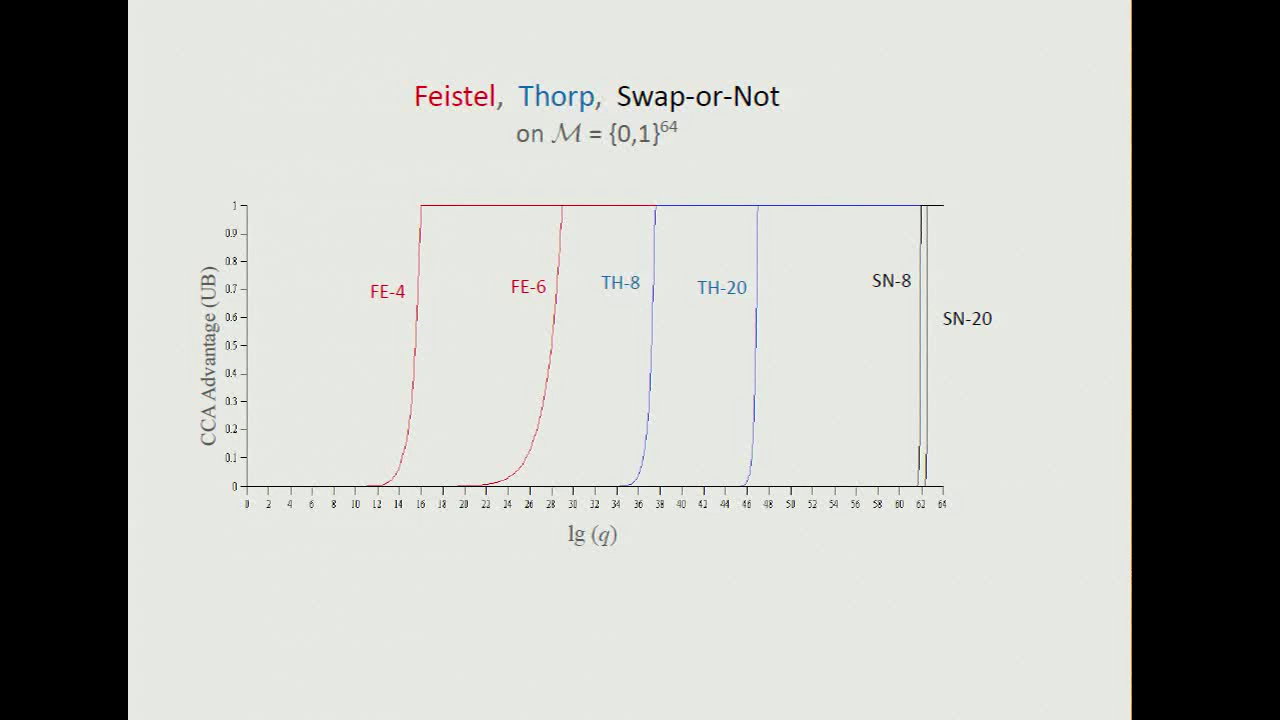 Feistel, Thorp, Swap-or-Not
on ℳ = {0,1}⁶⁴
1
0.9
0.8
0.7
0.6
0.5
0.4
0.3
0.2
0.1
0
CCA Advantage (UB)
FE-4
FE-6
TH-8
TH-20
SN-8
SN-20
0 2 4 6 8 10 12 14 16 18 20 22 24 26 28 30 32 34 36 38 40 42 44 46 48 50 52 54 56 58 60 62 64
lg (q)